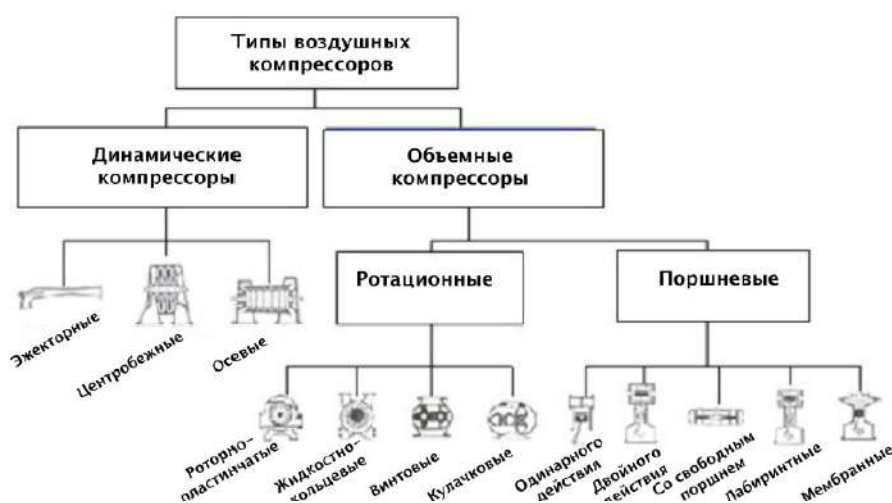 Типы воздушных
компрессоров
Динамические
компрессоры
Объемные
компрессоры
Ротационные
Поршневые
Эжекторные
Центробежные
Осевые
Роторно-
пластинчатые
Жидкостно-
кольцевые
Винтовые
Кулачковые
Одинарного
действия
Двойного
действия
Со свободным
поршнем
Лабиринтные
Мембранные